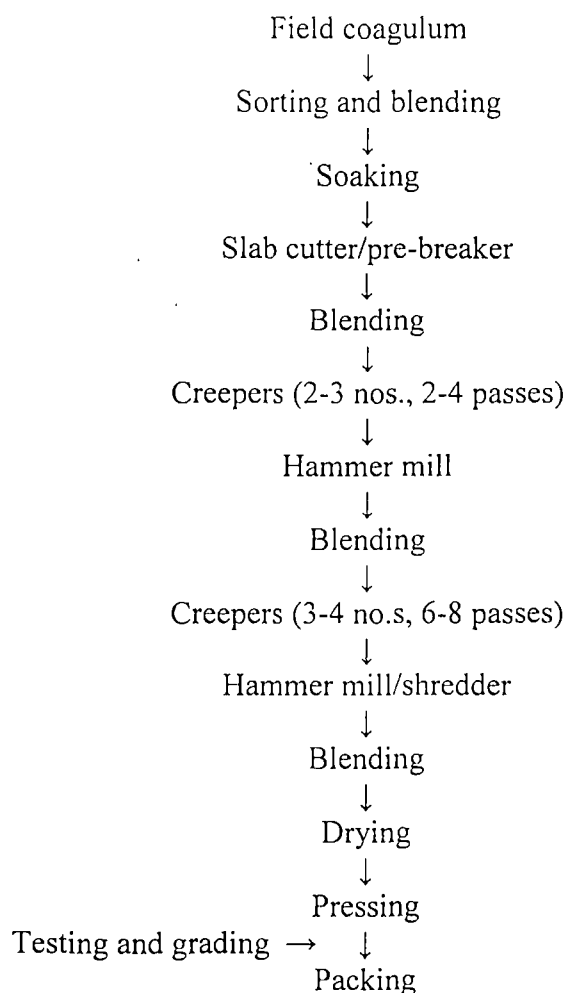 Field coagulum
↓
Sorting and blending
↓
Soaking
↓
Slab cutter/pre-breaker
↓
Blending
↓
Creepers (2-3 nos., 2-4 passes)
↓
Hammer mill
↓
Blending
↓
Creepers (3-4 no.s, 6-8 passes)
↓
Hammer mill/shredder
↓
Blending
↓
Drying
↓
Pressing
Testing and grading → ↓
Packing